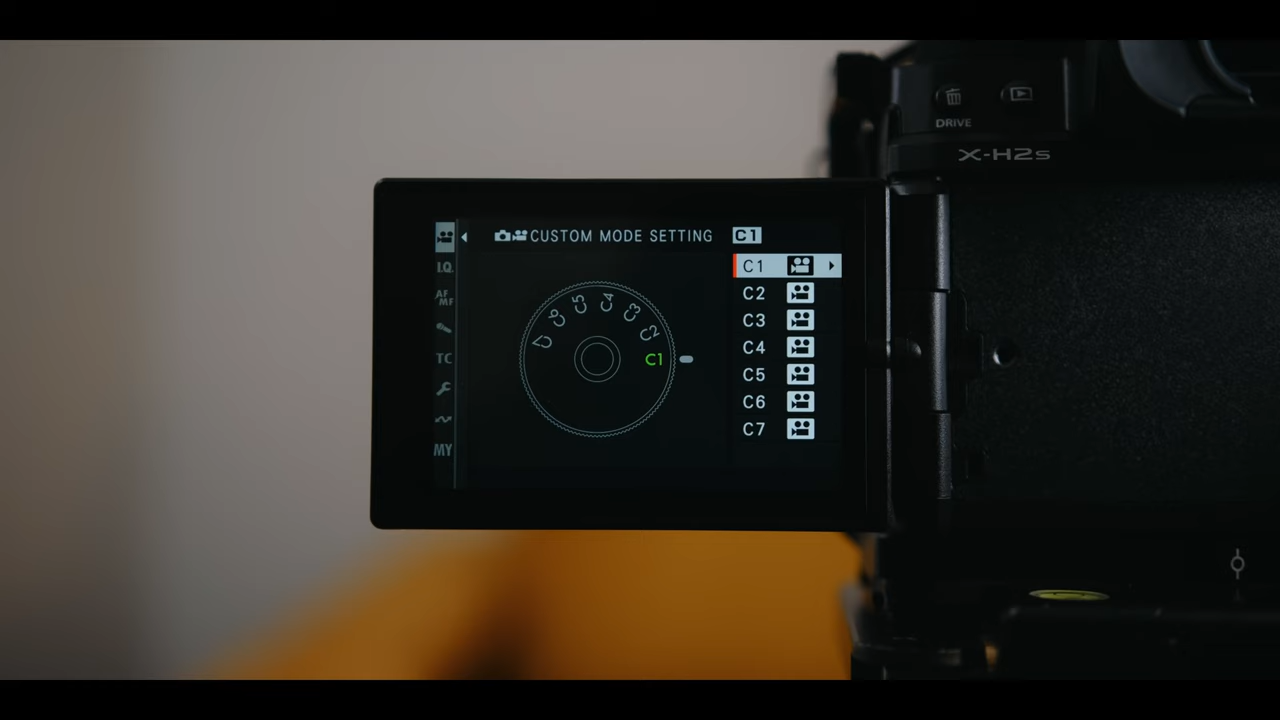 DRIVE
X-H2S
CUSTOM MODE SETTING C1
I.Q.
AF
MF
TC
MY
C7 C6 C5 C4 C3 C2 C1
C1
C2
C3
C4
C5
C6
C7